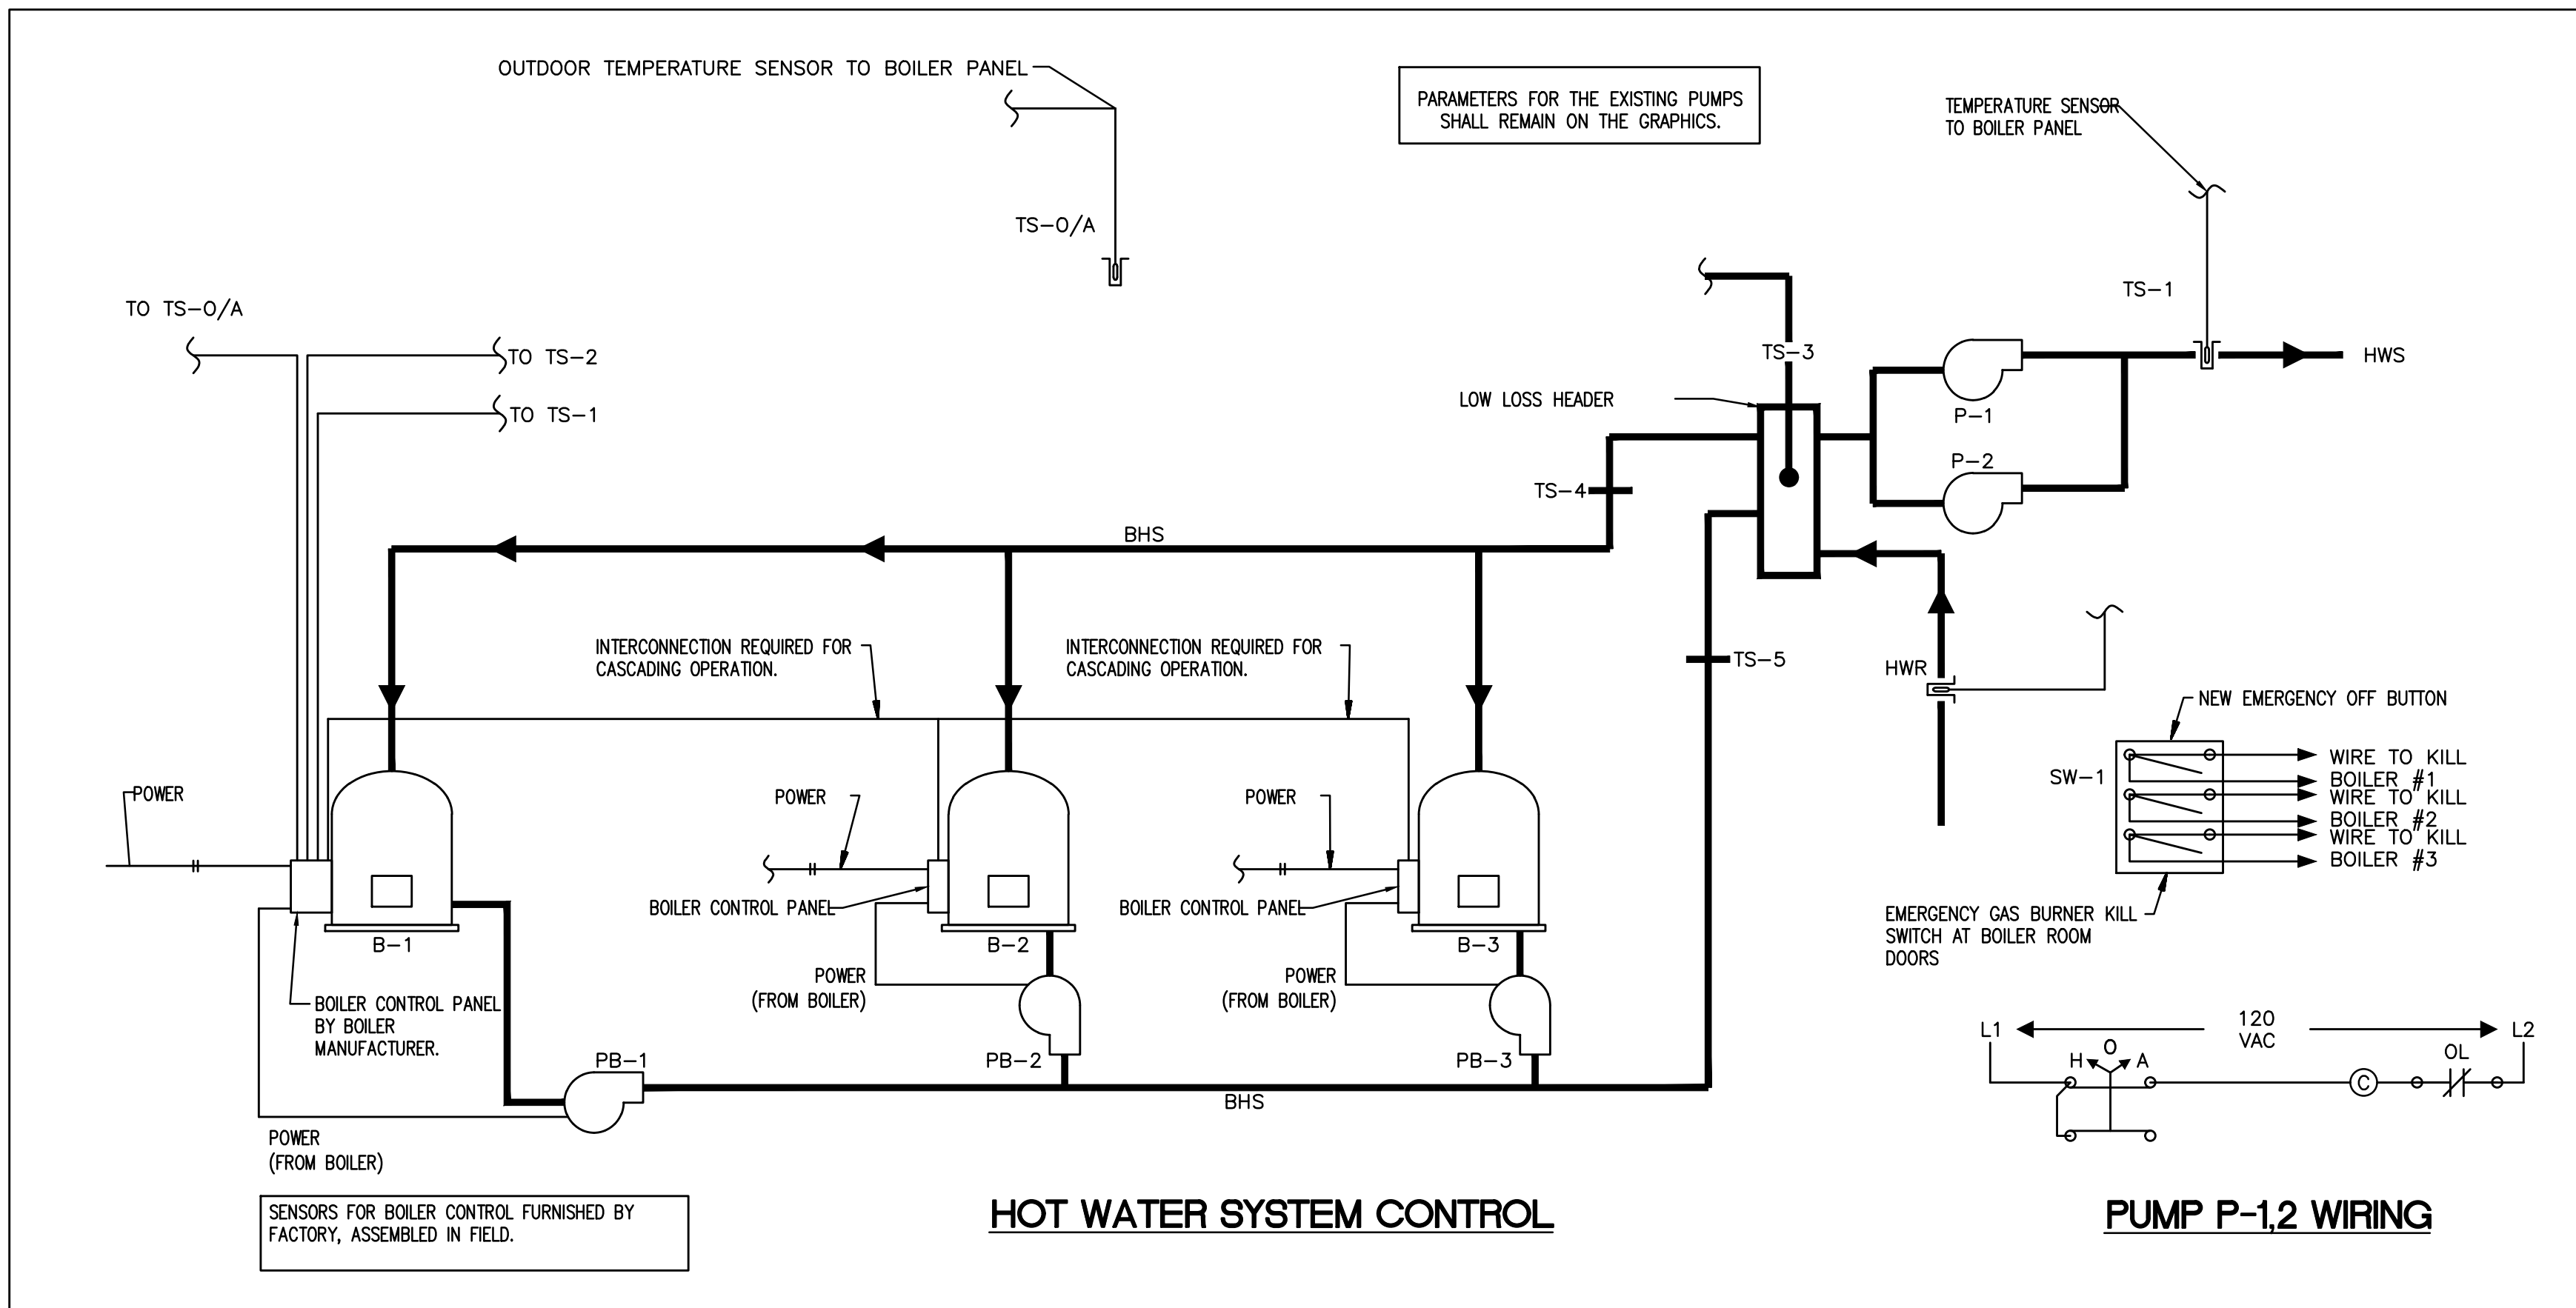 OUTDOOR TEMPERATURE SENSOR TO BOILER PANEL
PARAMETERS FOR THE EXISTING PUMPS
SHALL REMAIN ON THE GRAPHICS.
TEMPERATURE SENSOR
TO BOILER PANEL
TS-O/A
TO TS-O/A
TO TS-2
TO TS-1
TS-3
TS-1
HWS
LOW LOSS HEADER
P-1
P-2
TS-4
BHS
INTERCONNECTION REQUIRED FOR
CASCADING OPERATION.
INTERCONNECTION REQUIRED FOR
CASCADING OPERATION.
TS-5
HWR
NEW EMERGENCY OFF BUTTON
SW-1
WIRE TO KILL
BOILER #1
WIRE TO KILL
BOILER #2
WIRE TO KILL
BOILER #3
EMERGENCY GAS BURNER KILL
SWITCH AT BOILER ROOM
DOORS
POWER
POWER
POWER
BOILER CONTROL PANEL
BOILER CONTROL PANEL
B-1
B-2
B-3
POWER
(FROM BOILER)
POWER
(FROM BOILER)
BOILER CONTROL PANEL
BY BOILER
MANUFACTURER.
PB-1
PB-2
PB-3
BHS
POWER
(FROM BOILER)
L1
120
VAC
L2
H
O
A
C
OL
SENSORS FOR BOILER CONTROL FURNISHED BY
FACTORY, ASSEMBLED IN FIELD.
HOT WATER SYSTEM CONTROL
PUMP P-1,2 WIRING